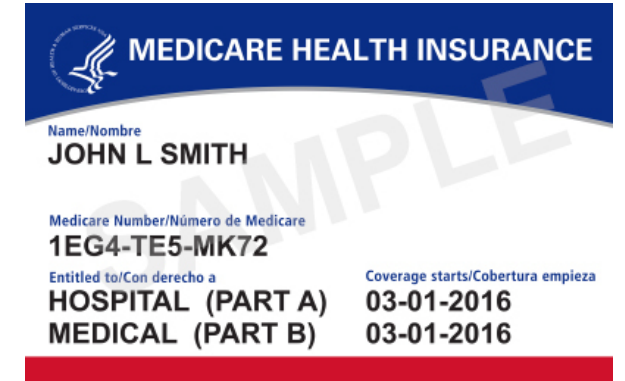 MEDICARE HEALTH INSURANCE
Name/Nombre
JOHN L SMITH
Medicare Number/Número de Medicare
1EG4-TE5-MK72
Entitled to/Con derecho a
Coverage starts/Cobertura empieza
HOSPITAL (PART A) 03-01-2016
MEDICAL (PART B) 03-01-2016
SAMPLE